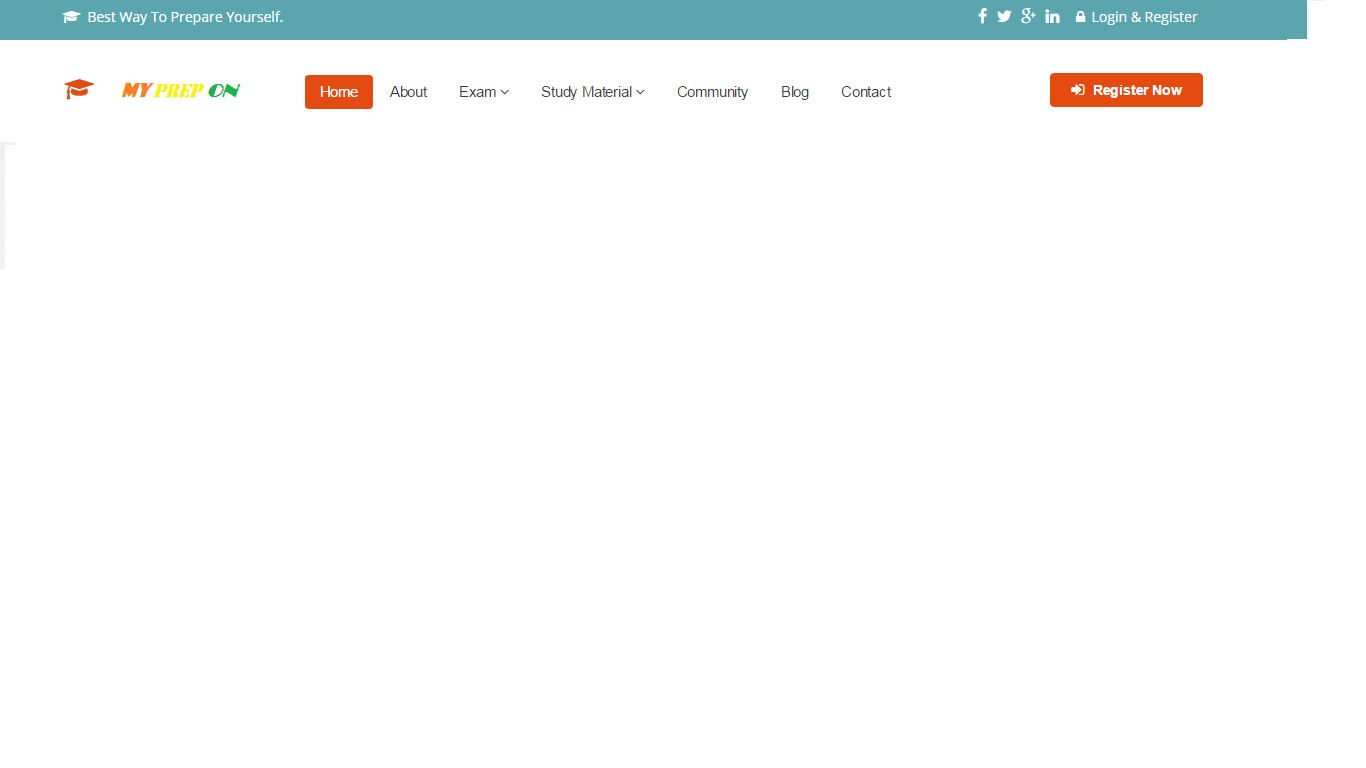 Best Way To Prepare Yourself.
Login & Register
MY PREP ON
Home About Exam Study Material Community Blog Contact
Register Now